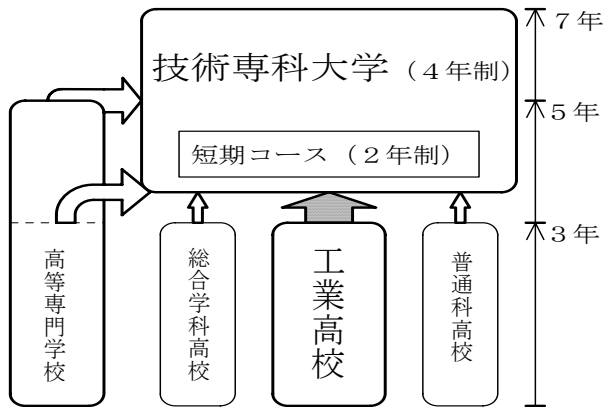 技術専科大学（４年制）
短期コース（２年制）
７年
５年
３年
高等専門学校
総合学科高校
工業高校
普通科高校